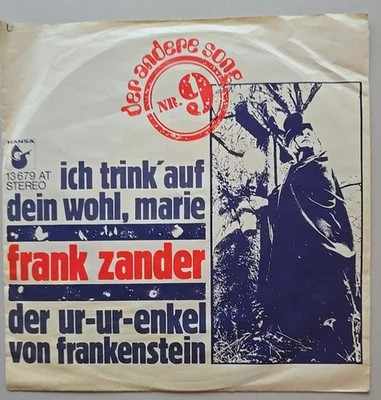 der andere song
NR. 9
HANSA
13 679 AT
STEREO
ich trink' auf
dein wohl, marie
frank zander
der ur-ur-enkel
von frankenstein